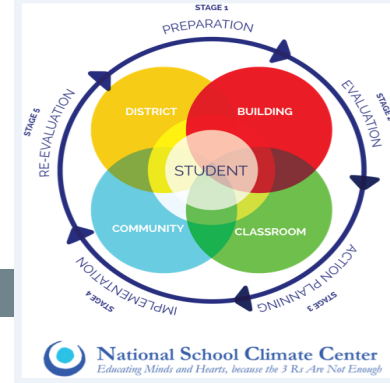 STAGE 1
PREPARATION
STAGE 2
EVALUATION
STAGE 3
ACTION PLANNING
STAGE 4
IMPLEMENTATION
STAGE 5
RE-EVALUATION
DISTRICT
BUILDING
STUDENT
COMMUNITY
CLASSROOM
National School Climate Center
Educating Minds and Hearts, because the 3 Rs Are Not Enough